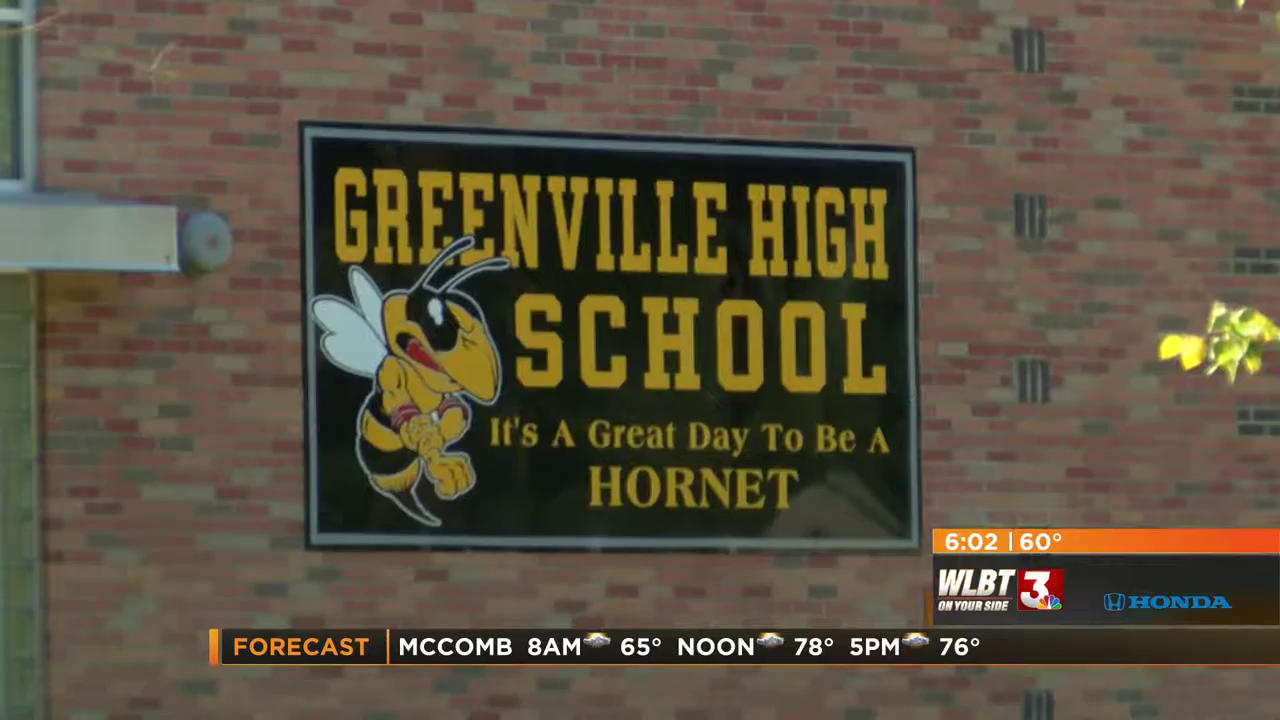 GREENVILLE HIGH
SCHOOL
It's A Great Day To Be A
HORNET
6:02 | 60°
WLBT 3
ON YOUR SIDE
HONDA
FORECAST MCCOMB 8AM 65° NOON 78° 5PM 76°